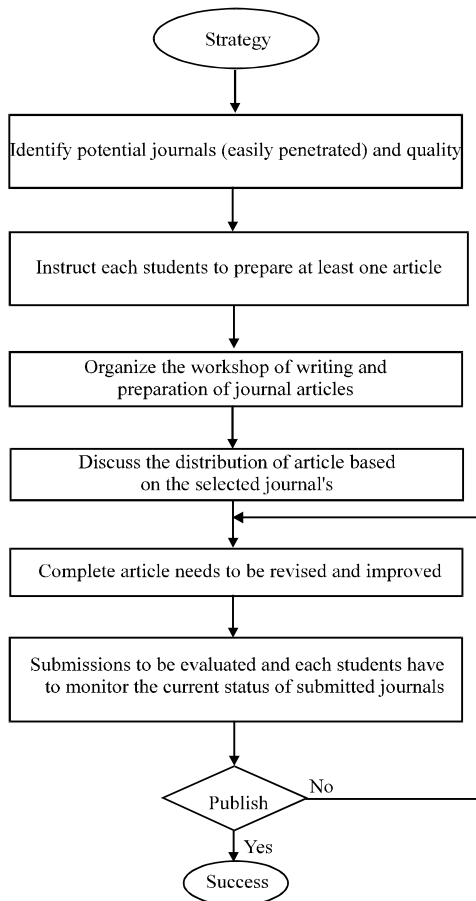 Strategy
Identify potential journals (easily penetrated) and quality
Instruct each students to prepare at least one article
Organize the workshop of writing and
preparation of journal articles
Discuss the distribution of article based
on the selected journal's
Complete article needs to be revised and improved
Submissions to be evaluated and each students have
to monitor the current status of submitted journals
No
Publish
Yes
Success